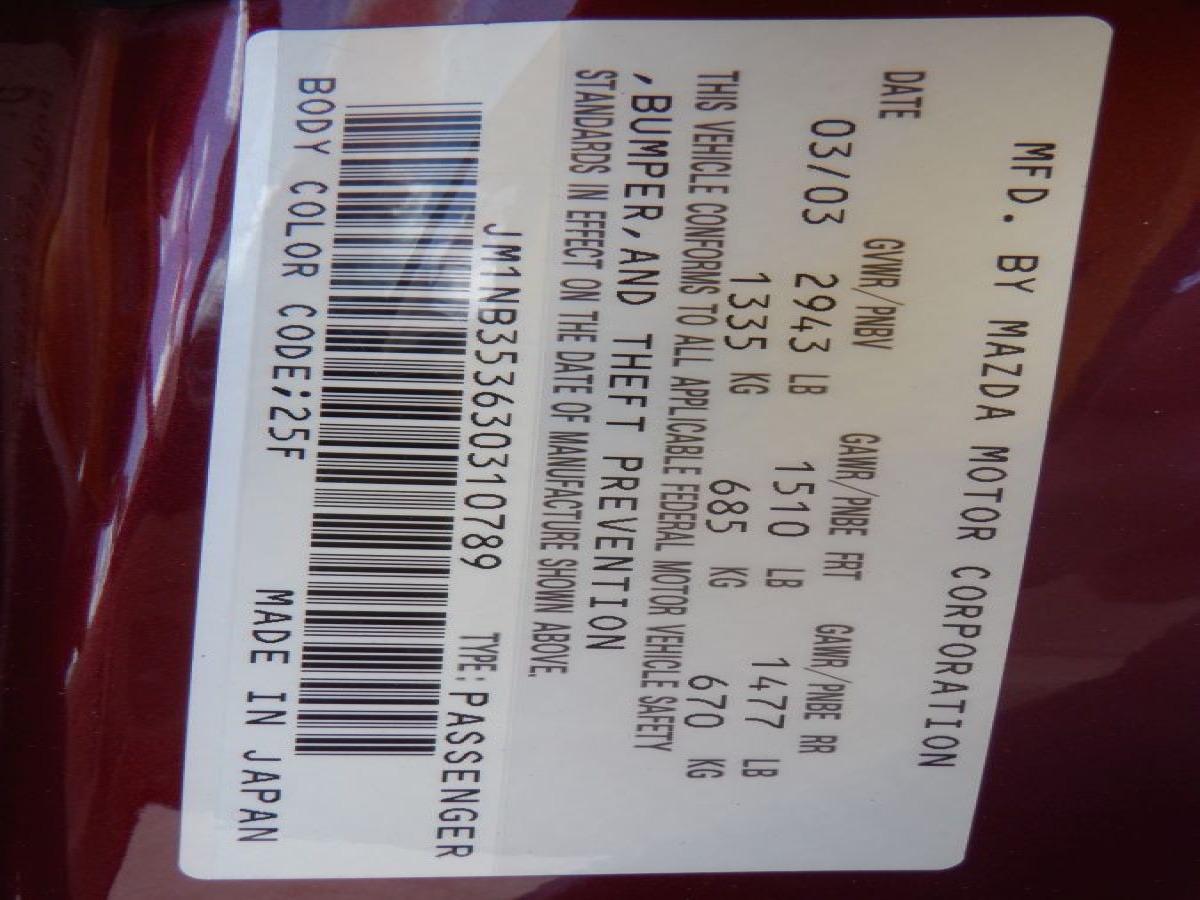 MFD. BY MAZDA MOTOR CORPORATION
DATE GVWR/PNBV GAWR/PNBE FRT GAWR/PNBE RR
03/03 2943 LB 1510 LB 1477 LB
1335 KG 685 KG 670 KG
THIS VEHICLE CONFORMS TO ALL APPLICABLE FEDERAL MOTOR VEHICLE SAFETY
,BUMPER,AND THEFT PREVENTION
STANDARDS IN EFFECT ON THE DATE OF MANUFACTURE SHOWN ABOVE.
JM1NB353630310789 TYPE:PASSENGER
BODY COLOR CODE;25F MADE IN JAPAN